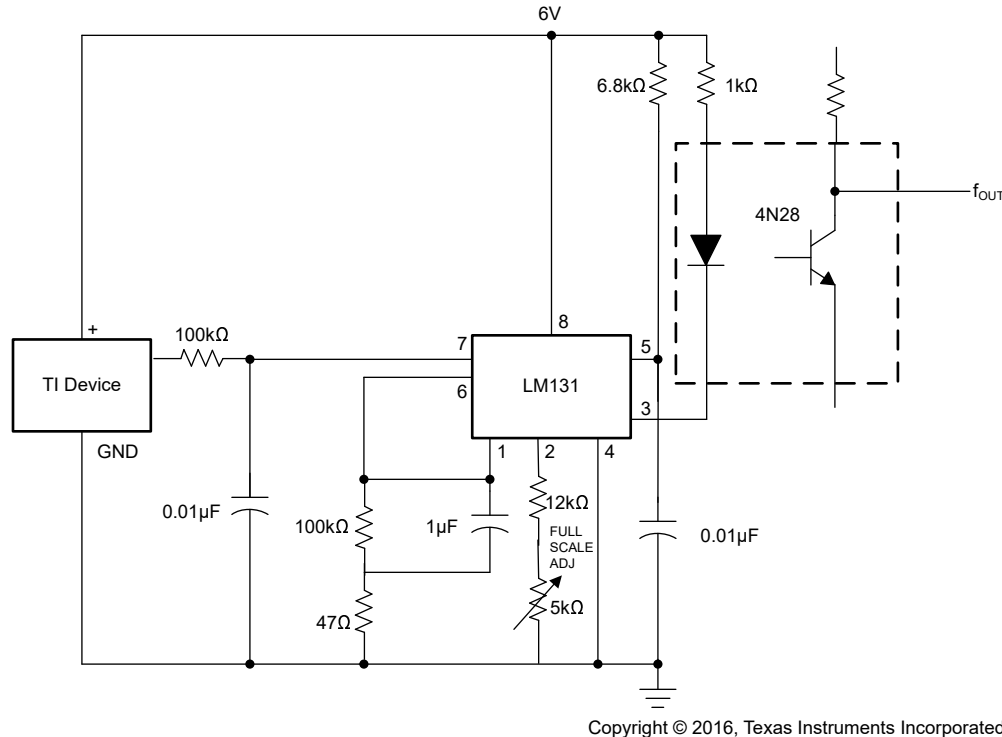 6V
6.8kΩ
1kΩ
4N28
fOUT
+
100kΩ
TI Device
GND
7
8
5
LM131
6
3
1
2
4
0.01µF
100kΩ
1µF
12kΩ
FULL
SCALE
ADJ
0.01µF
47Ω
5kΩ
Copyright © 2016, Texas Instruments Incorporated